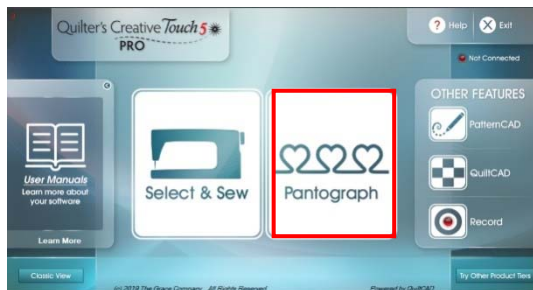 Quilter's Creative Touch 5
PRO
? Help
X Exit
Not Connected
User Manuals
Learn more about
your software
Learn More
Select & Sew
Pantograph
OTHER FEATURES
PatternCAD
QuiltCAD
Record
Classic View
(c) 2019 The Grace Company. All Rights Reserved
Powered by QuiltCAD
Try Other Product Tiers